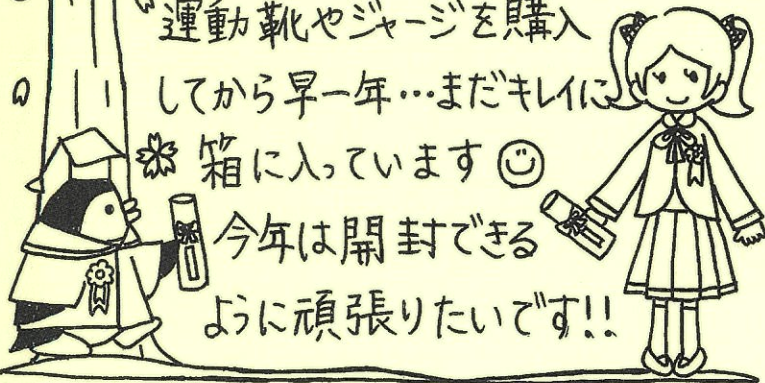 運動靴やジャージを購入
してから早一年…まだキレイに
箱に入っています
今年は開封できる
ように頑張りたいです!!